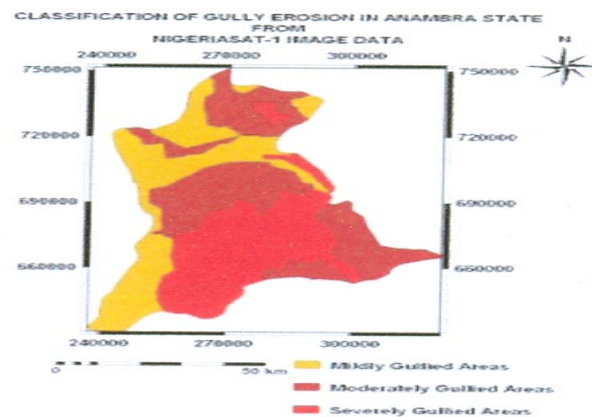 CLASSIFICATION OF GULLY EROSION IN ANAMBRA STATE
FROM
NIGERIASAT-1 IMAGE DATA
N
240000 270000 300000
750000 750000
720000 720000
690000 690000
660000 660000
240000 270000 300000
0 50 km
Mildly Gullied Areas
Moderately Gullied Areas
Severely Gullied Areas